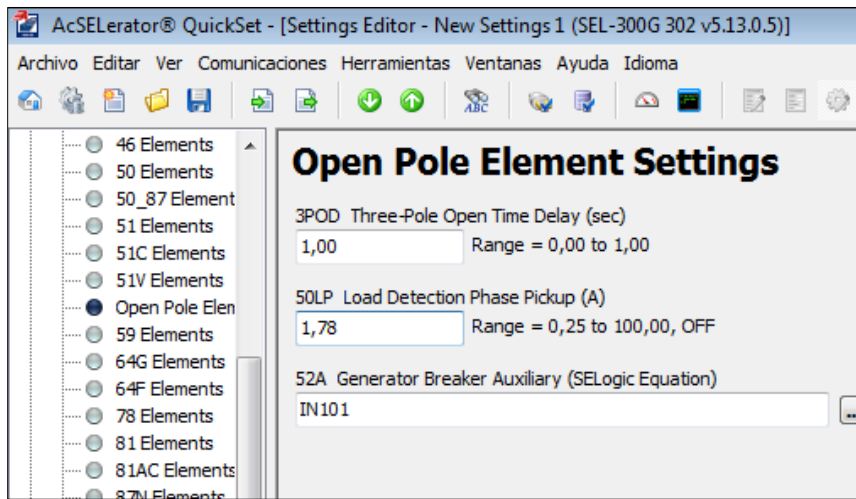 AcSELerator® QuickSet - [Settings Editor - New Settings 1 (SEL-300G 302 v5.13.0.5)]
Archivo Editar Ver Comunicaciones Herramientas Ventanas Ayuda Idioma
ABC
46 Elements
50 Elements
50_87 Element
51 Elements
51C Elements
51V Elements
Open Pole Elen
59 Elements
64G Elements
64F Elements
78 Elements
81 Elements
81AC Elements
87N Elements
Open Pole Element Settings
3POD Three-Pole Open Time Delay (sec)
1,00 Range = 0,00 to 1,00
50LP Load Detection Phase Pickup (A)
1,78 Range = 0,25 to 100,00, OFF
52A Generator Breaker Auxiliary (SELogic Equation)
IN101 ...